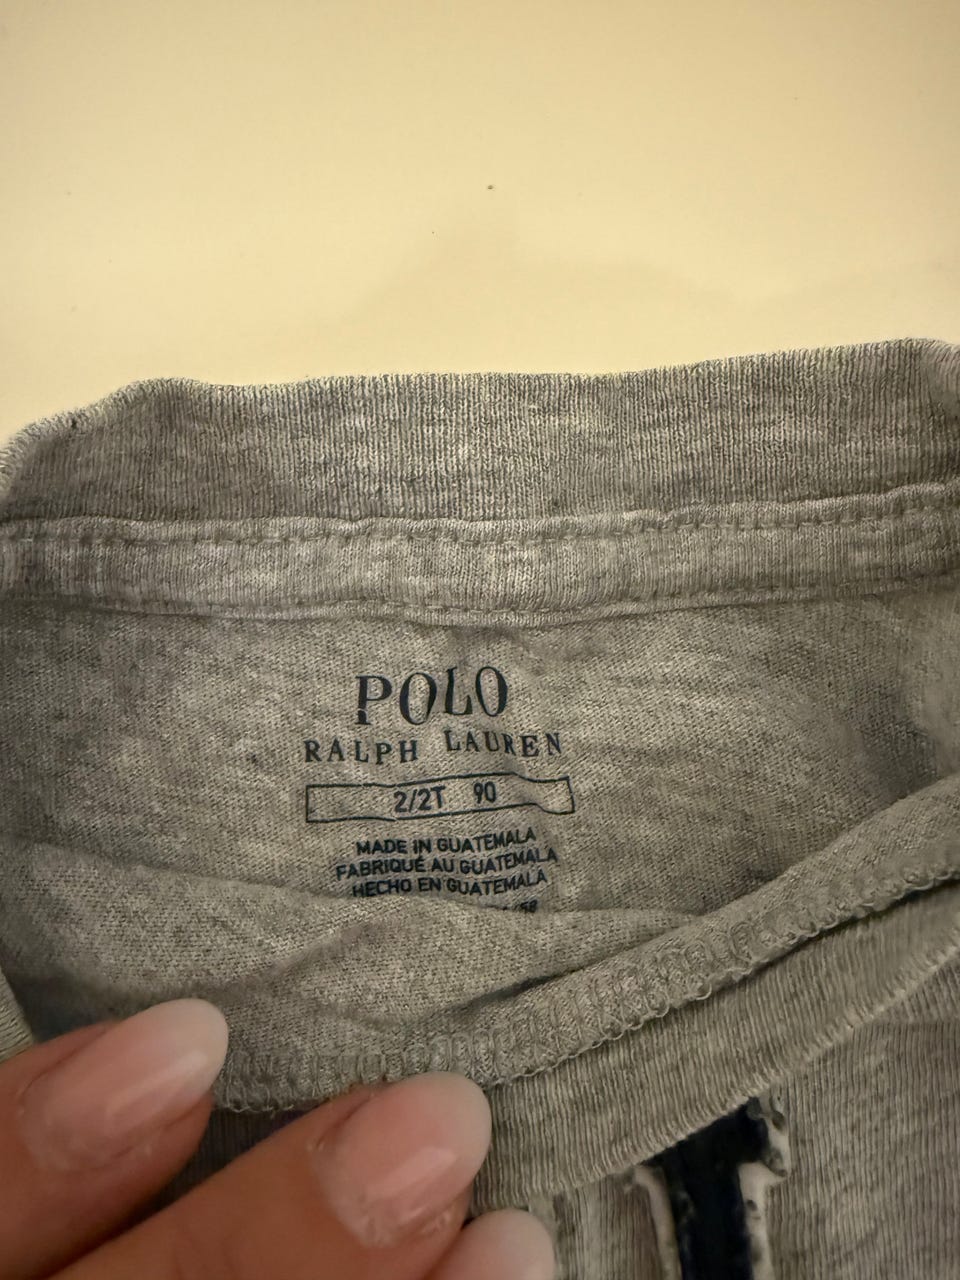 POLO
RALPH LAUREN
2/2T 90
MADE IN GUATEMALA
FABRIQUÉ AU GUATEMALA
HECHO EN GUATEMALA